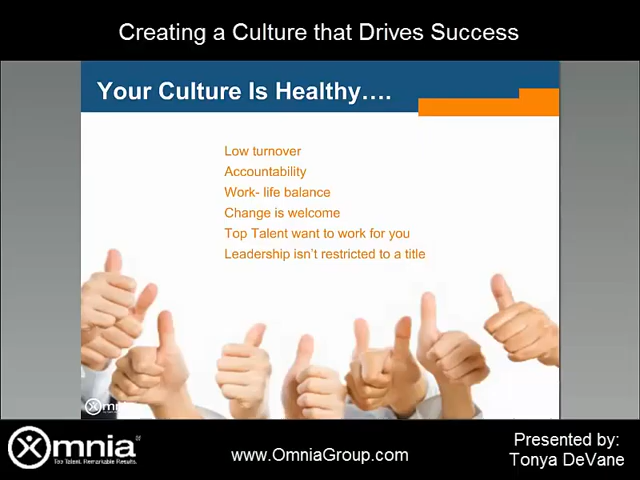 Creating a Culture that Drives Success
Your Culture Is Healthy….
Low turnover
Accountability
Work- life balance
Change is welcome
Top Talent want to work for you
Leadership isn't restricted to a title
Omnia
Omnia
Top Talent. Remarkable Results.
www.OmniaGroup.com
Presented by:
Tonya DeVane